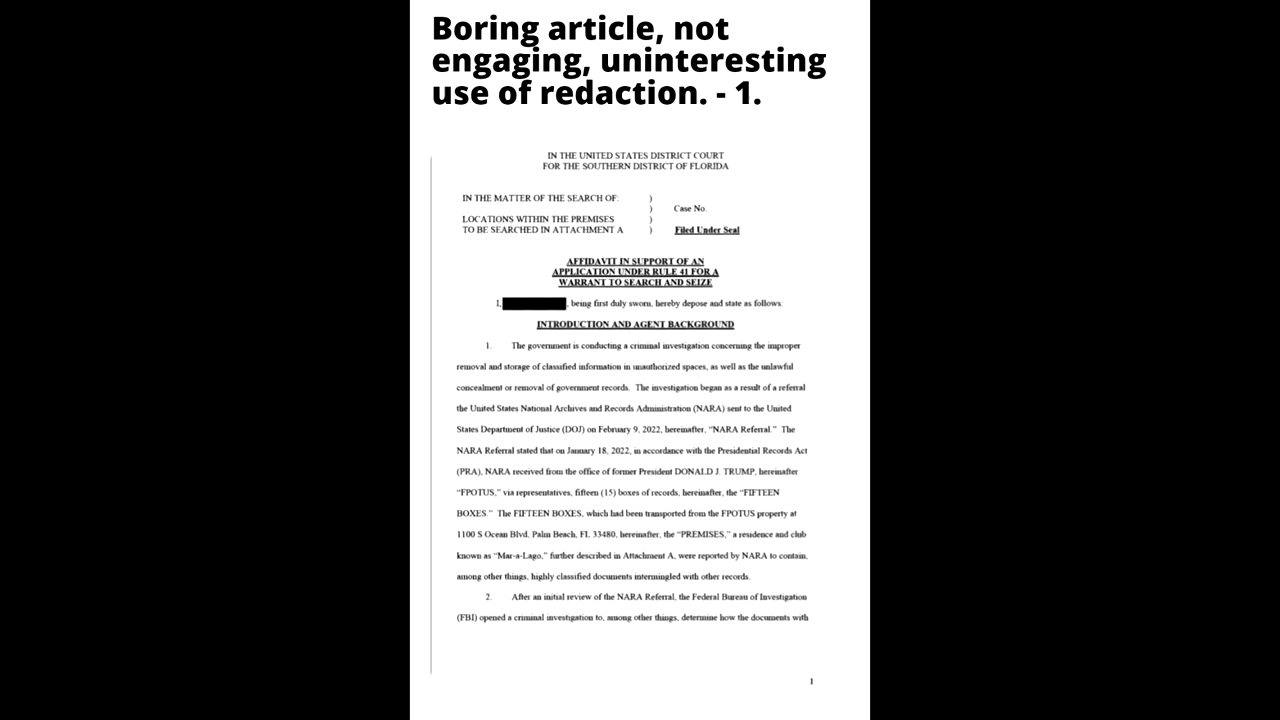 Boring article, not
engaging, uninteresting
use of redaction. - 1.
IN THE UNITED STATES DISTRICT COURT
FOR THE SOUTHERN DISTRICT OF FLORIDA
IN THE MATTER OF THE SEARCH OF: )
) Case No.
LOCATIONS WITHIN THE PREMISES )
TO BE SEARCHED IN ATTACHMENT A ) Filed Under Seal
AFFIDAVIT IN SUPPORT OF AN
APPLICATION UNDER RULE 41 FOR A
WARRANT TO SEARCH AND SEIZE
I, , being first duly sworn, hereby depose and state as follows:
INTRODUCTION AND AGENT BACKGROUND
1. The government is conducting a criminal investigation concerning the improper
removal and storage of classified information in unauthorized spaces, as well as the unlawful
concealment or removal of government records. The investigation began as a result of a referral
the United States National Archives and Records Administration (NARA) sent to the United
States Department of Justice (DOJ) on February 9, 2022, hereinafter, “NARA Referral.” The
NARA Referral stated that on January 18, 2022, in accordance with the Presidential Records Act
(PRA), NARA received from the office of former President DONALD J. TRUMP, hereinafter
“FPOTUS,” via representatives, fifteen (15) boxes of records, hereinafter, the “FIFTEEN
BOXES.” The FIFTEEN BOXES, which had been transported from the FPOTUS property at
1100 S Ocean Blvd, Palm Beach, FL 33480, hereinafter, the “PREMISES,” a residence and club
known as “Mar-a-Lago,” further described in Attachment A, were reported by NARA to contain,
among other things, highly classified documents intermingled with other records.
2. After an initial review of the NARA Referral, the Federal Bureau of Investigation
(FBI) opened a criminal investigation to, among other things, determine how the documents with
1